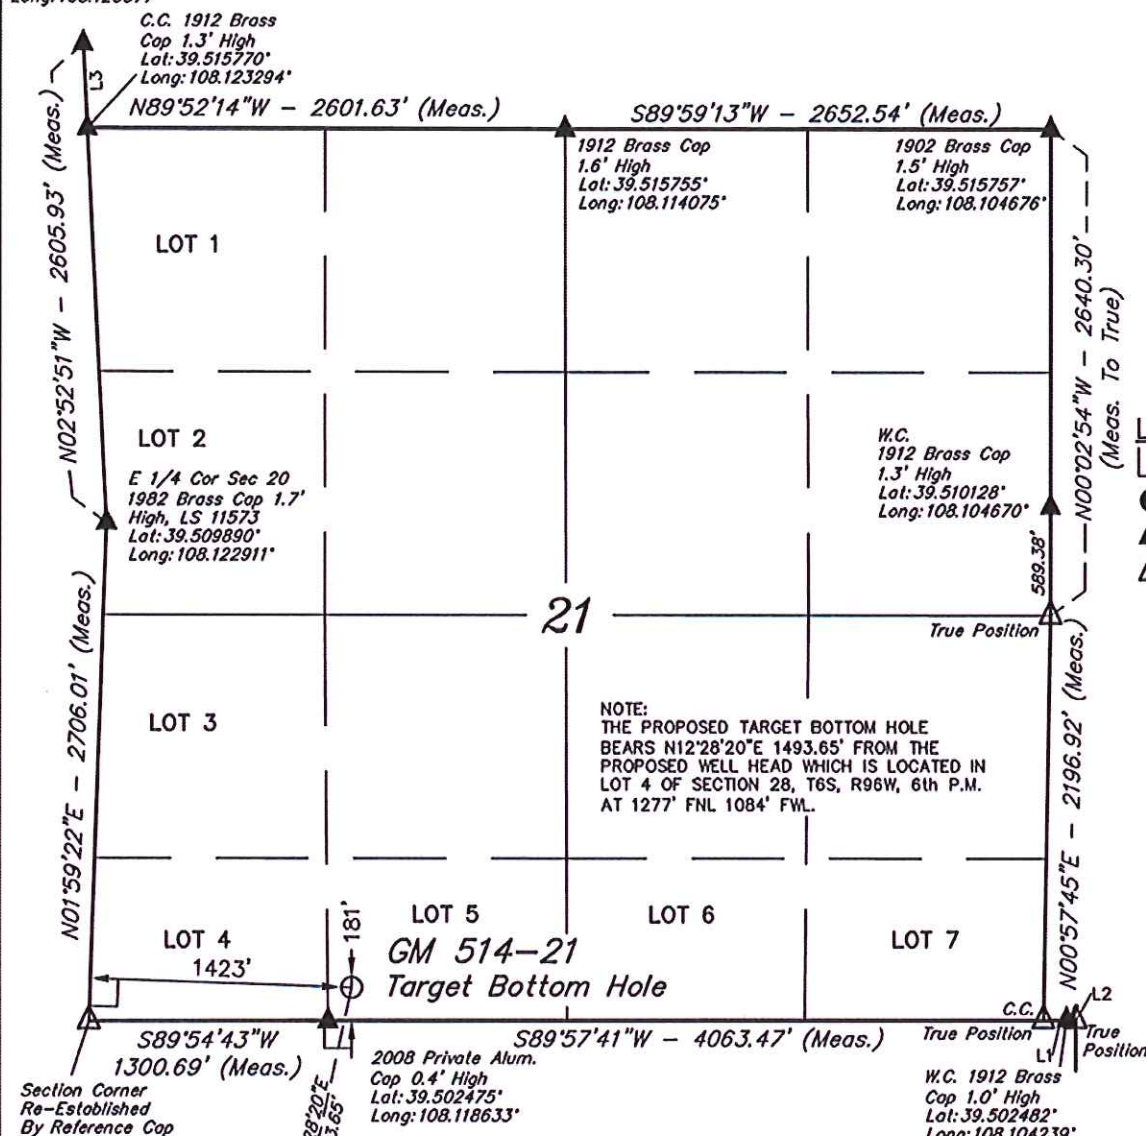 C.C. 1912 Brass
Cap 1.3' High
Lat: 39.515770°
Long: 108.123294°
L3
N89°52'14"W - 2601.63' (Meas.)
S89°59'13"W - 2652.54' (Meas.)
1912 Brass Cap
1.6' High
Lat: 39.515755°
Long: 108.114075°
1902 Brass Cap
1.5' High
Lat: 39.515757°
Long: 108.104676°
N02°52'51"W - 2605.93' (Meas.)
LOT 1
N00°02'54"W - 2640.30'
(Meas. To True)
LOT 2
E 1/4 Cor Sec 20
1982 Brass Cap 1.7'
High, LS 11573
Lat: 39.509890°
Long: 108.122911°
W.C.
1912 Brass Cap
1.3' High
Lat: 39.510128°
Long: 108.104670°
589.38'
21
True Position
N01°59'22"E - 2706.01' (Meas.)
LOT 3
NOTE:
THE PROPOSED TARGET BOTTOM HOLE
BEARS N12°28'20"E 1493.65' FROM THE
PROPOSED WELL HEAD WHICH IS LOCATED IN
LOT 4 OF SECTION 28, T6S, R96W, 6th P.M.
AT 1277' FNL 1084' FWL.
N00°57'45"E - 2196.92' (Meas.)
LOT 4
1423'
181'
LOT 5
LOT 6
LOT 7
GM 514-21
Target Bottom Hole
C.C.
True Position
L1
L2
True
Position
S89°54'43"W
1300.69' (Meas.)
S89°57'41"W - 4063.47' (Meas.)
Section Corner
Re-Established
By Reference Cap
28'20"E
3.65'
2008 Private Alum.
Cap 0.4' High
Lat: 39.502475°
Long: 108.118633°
W.C. 1912 Brass
Cap 1.0' High
Lat: 39.502482°
Long: 108.104239°